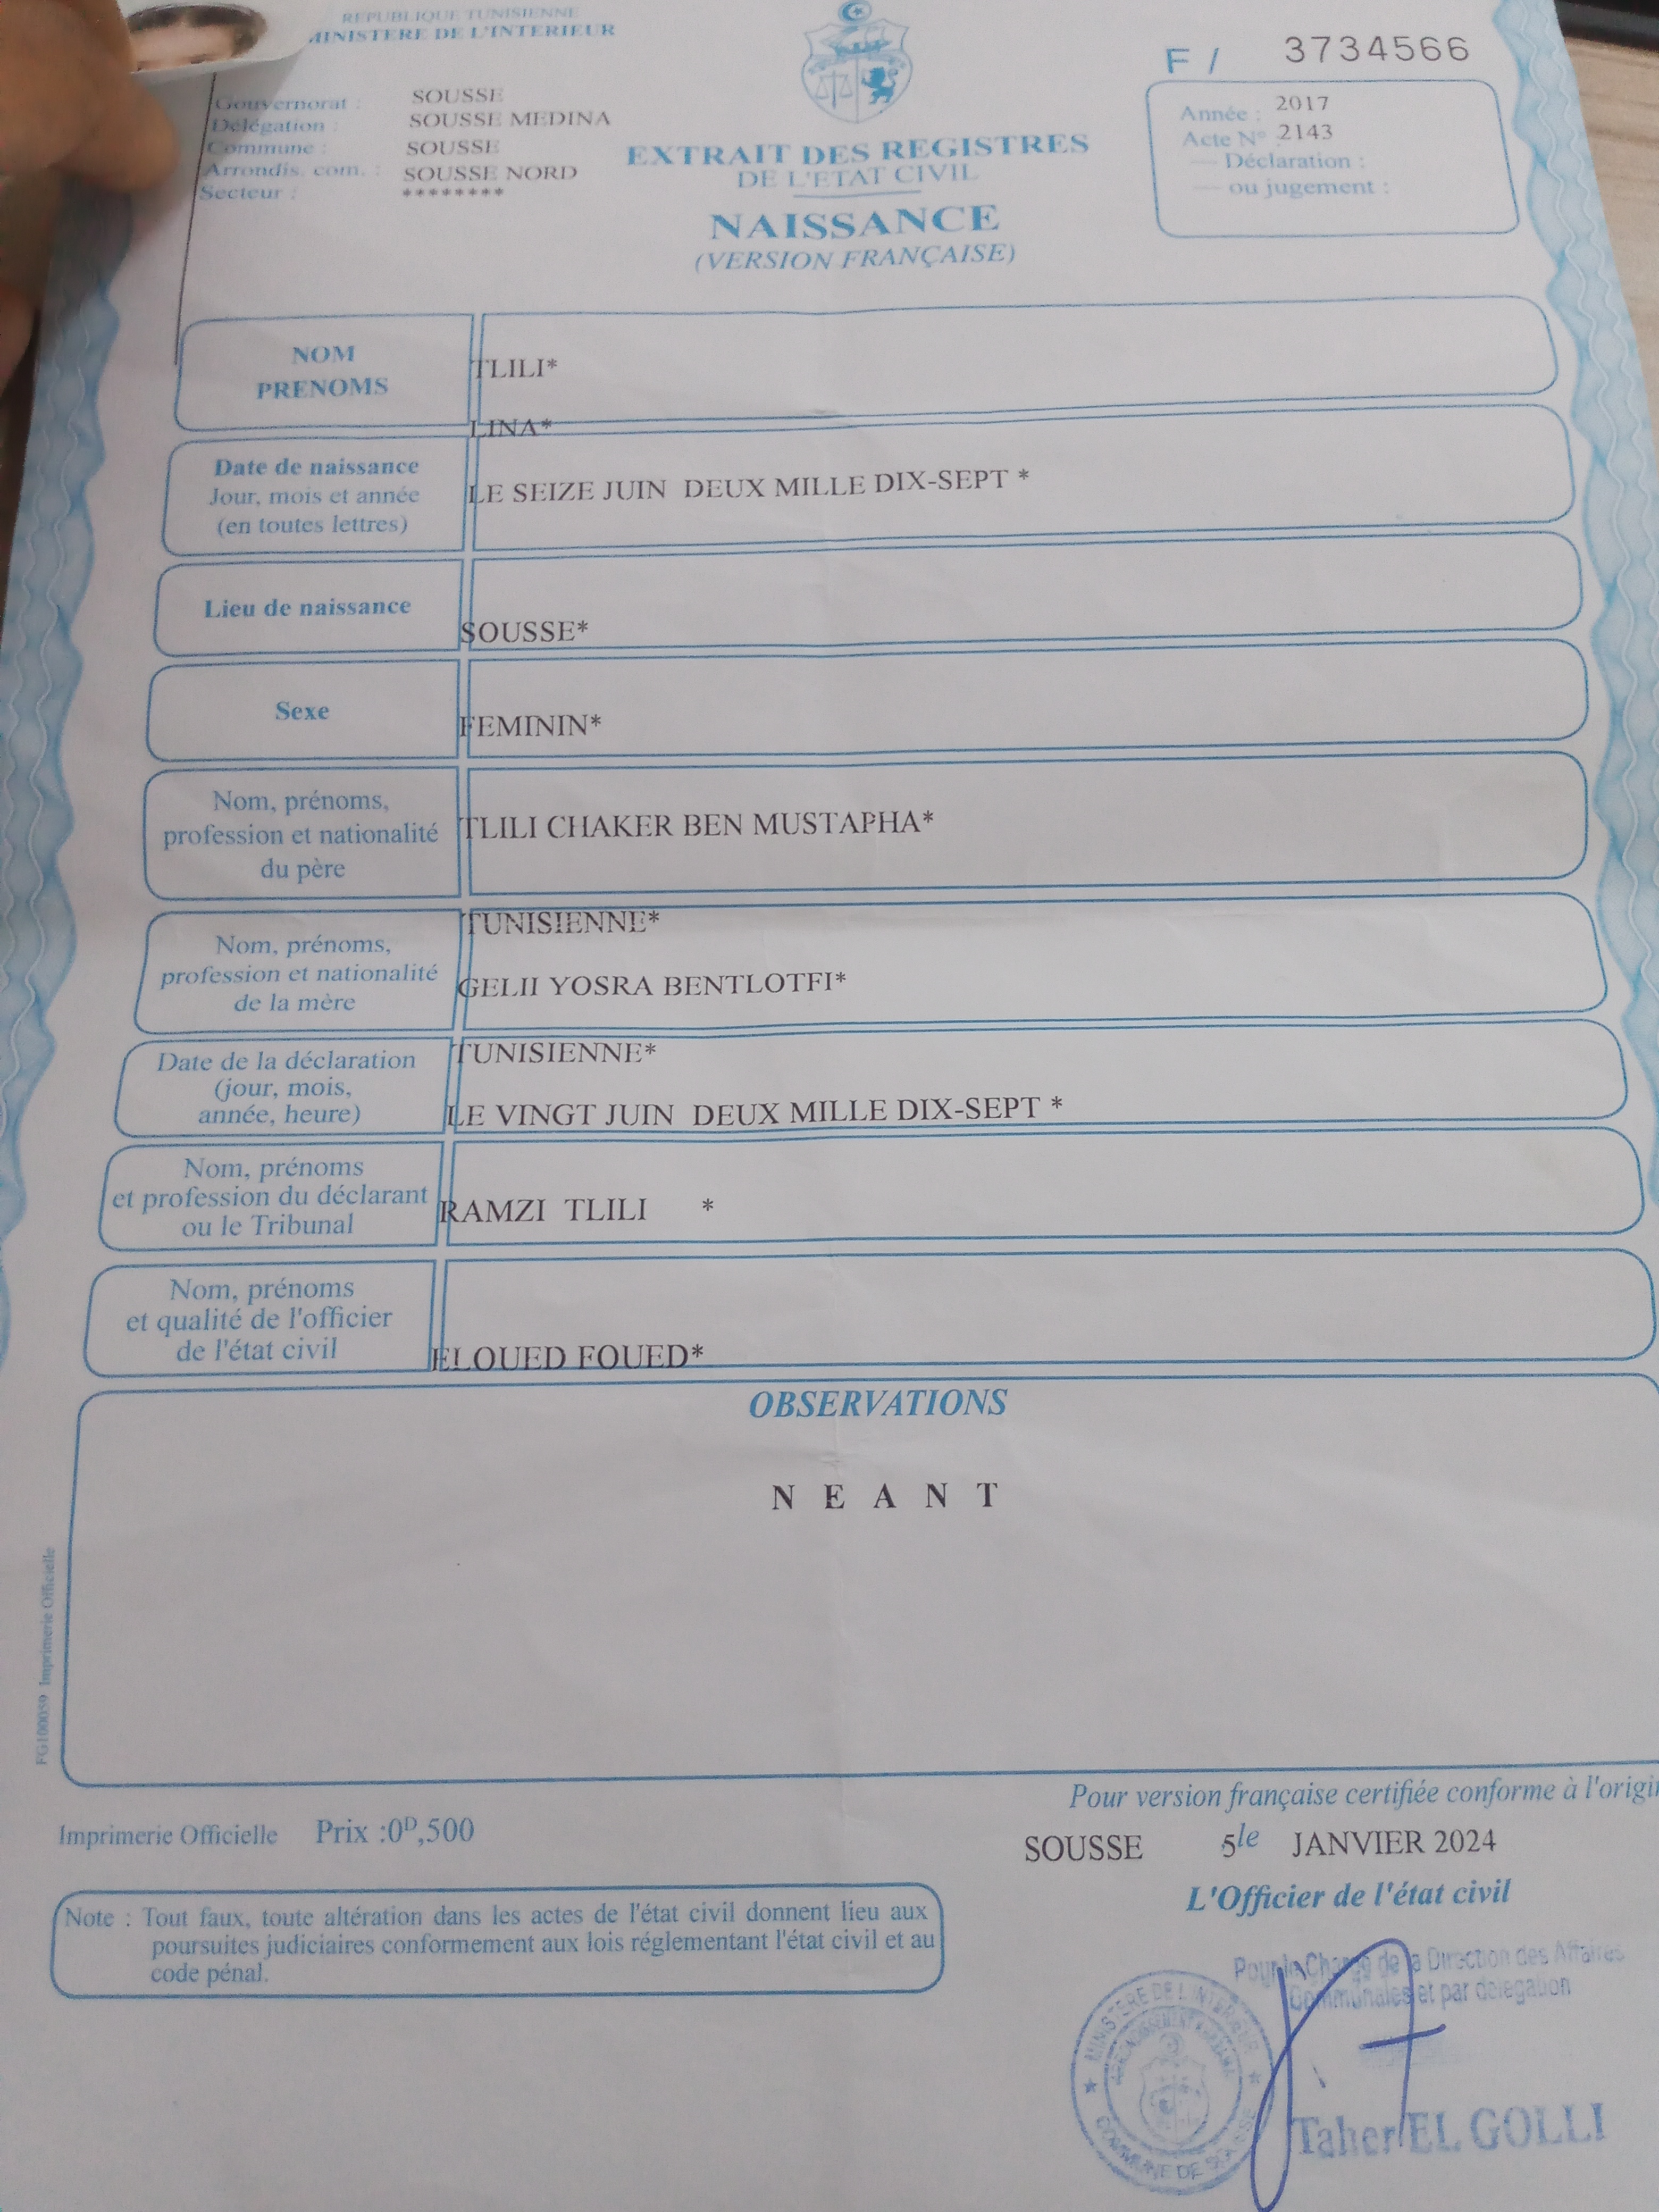 REPUBLIQUE TUNISIENNE
MINISTERE DE L'INTERIEUR
F / 3734566
Gouvernorat : SOUSSE
Délégation : SOUSSE MEDINA
Commune : SOUSSE
Arrondis. com. : SOUSSE NORD
Secteur : ********
EXTRAIT DES REGISTRES
DE L'ETAT CIVIL
NAISSANCE
(VERSION FRANÇAISE)
Année : 2017
Acte N° 2143
— Déclaration :
— ou jugement :
NOM
PRENOMS
TLILI*
LINA*
Date de naissance
Jour, mois et année
(en toutes lettres)
LE SEIZE JUIN DEUX MILLE DIX-SEPT *
Lieu de naissance
SOUSSE*
Sexe
FEMININ*
Nom, prénoms,
profession et nationalité
du père
TLILI CHAKER BEN MUSTAPHA*
TUNISIENNE*
Nom, prénoms,
profession et nationalité
de la mère
GELII YOSRA BENTLOTFI*
TUNISIENNE*
Date de la déclaration
(jour, mois,
année, heure)
LE VINGT JUIN DEUX MILLE DIX-SEPT *
Nom, prénoms
et profession du déclarant
ou le Tribunal
RAMZI TLILI *
Nom, prénoms
et qualité de l'officier
de l'état civil
ELOUED FOUED*
OBSERVATIONS
N E A N T
FG100059 Imprimerie Officielle
Pour version française certifiée conforme à l'origi
Imprimerie Officielle Prix :0ᴰ,500
SOUSSE 5le JANVIER 2024
L'Officier de l'état civil
Note : Tout faux, toute altération dans les actes de l'état civil donnent lieu aux
poursuites judiciaires conformement aux lois réglementant l'état civil et au
code pénal.
Pour le Chargé de la Direction des Affaires
Communales et par délégation
MINISTERE DE L'INTERIEUR
COMMUNE DE SOUSSE
Taher EL GOLLI